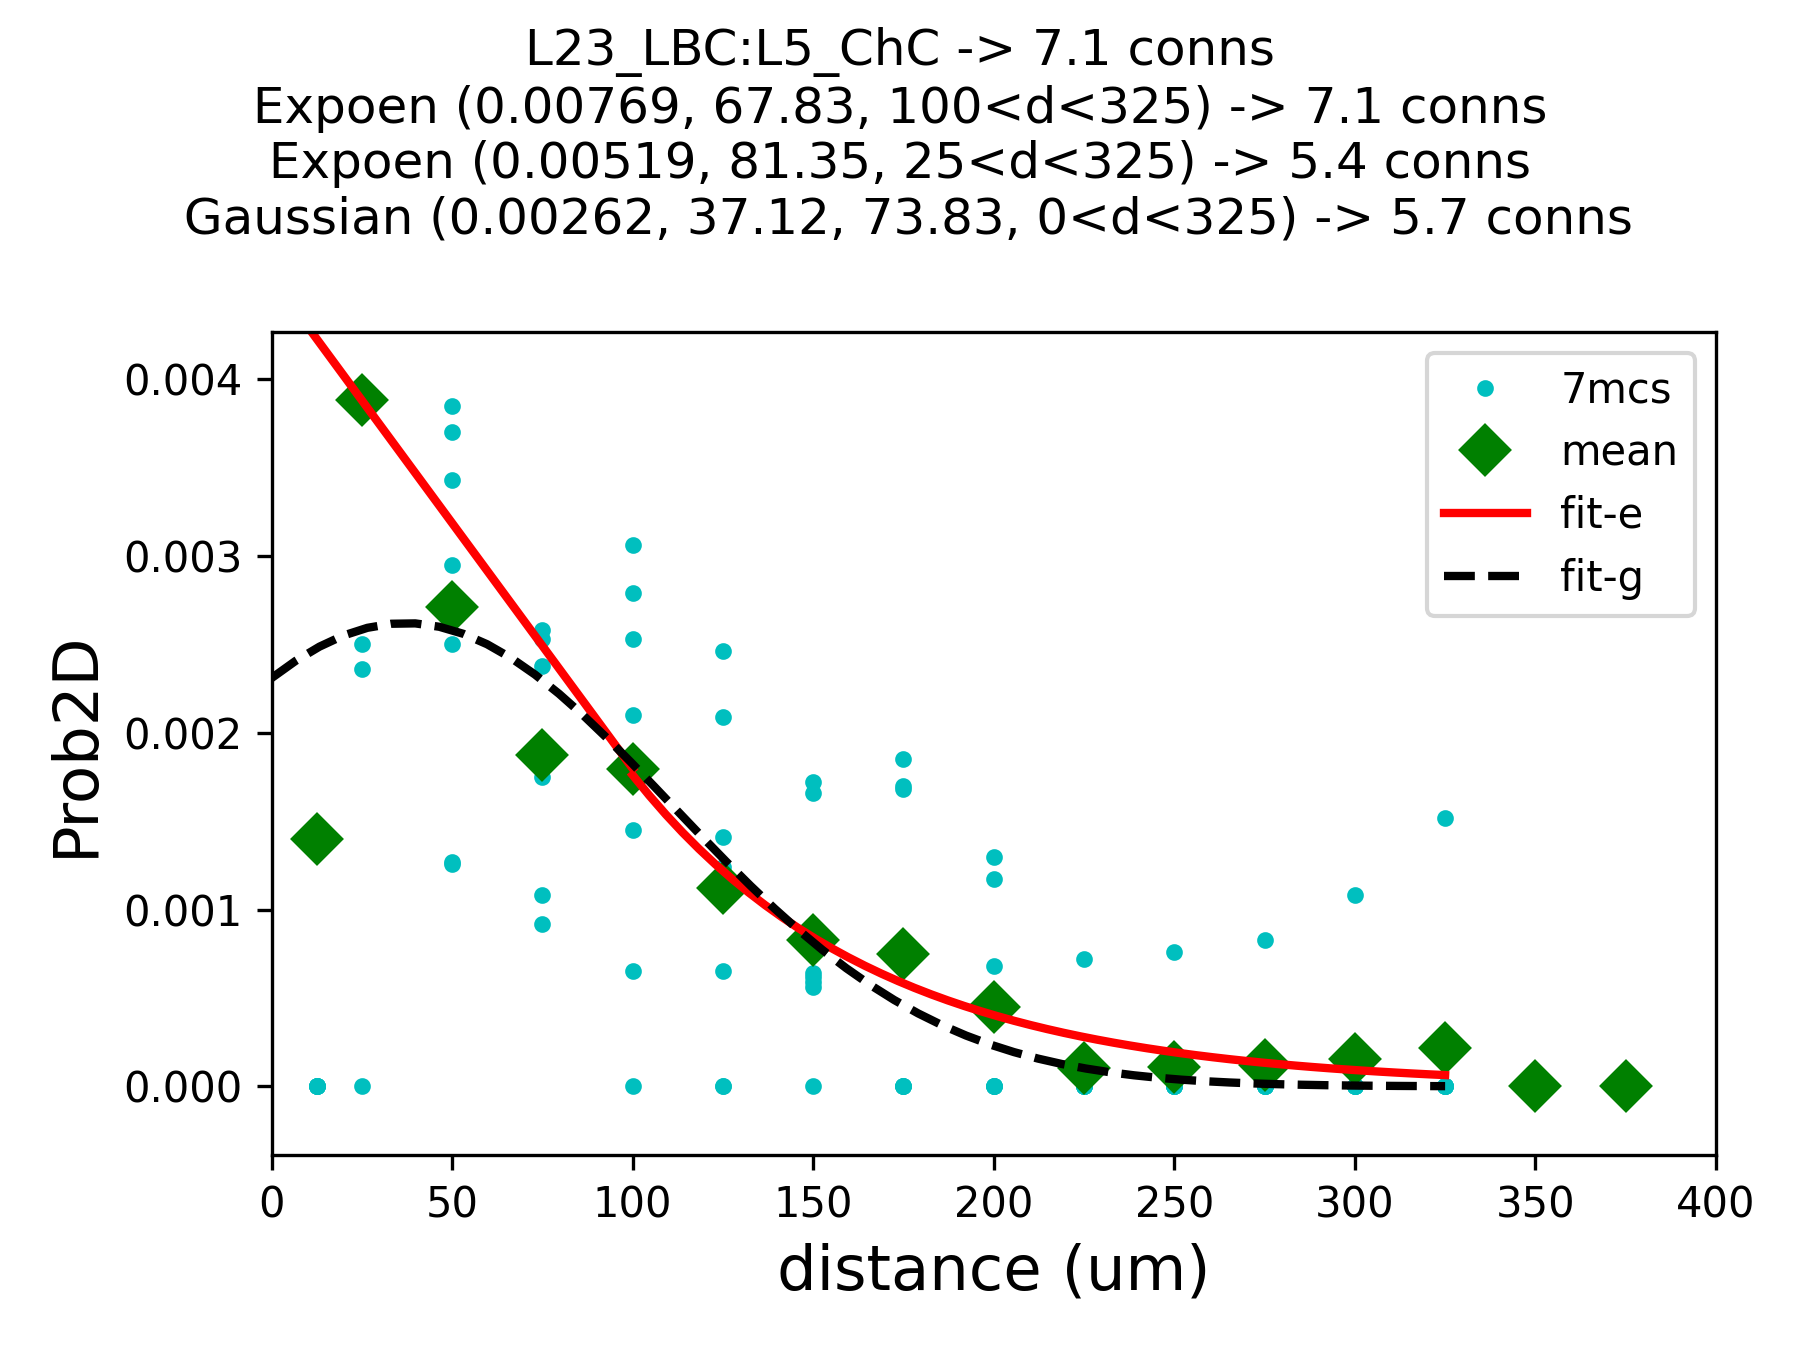 L23_LBC:L5_ChC -> 7.1 conns
Expoen (0.00769, 67.83, 100<d<325) -> 7.1 conns
Expoen (0.00519, 81.35, 25<d<325) -> 5.4 conns
Gaussian (0.00262, 37.12, 73.83, 0<d<325) -> 5.7 conns
7mcs
mean
fit-e
fit-g
Prob2D
0.004
0.003
0.002
0.001
0.000
0 50 100 150 200 250 300 350 400
distance (um)